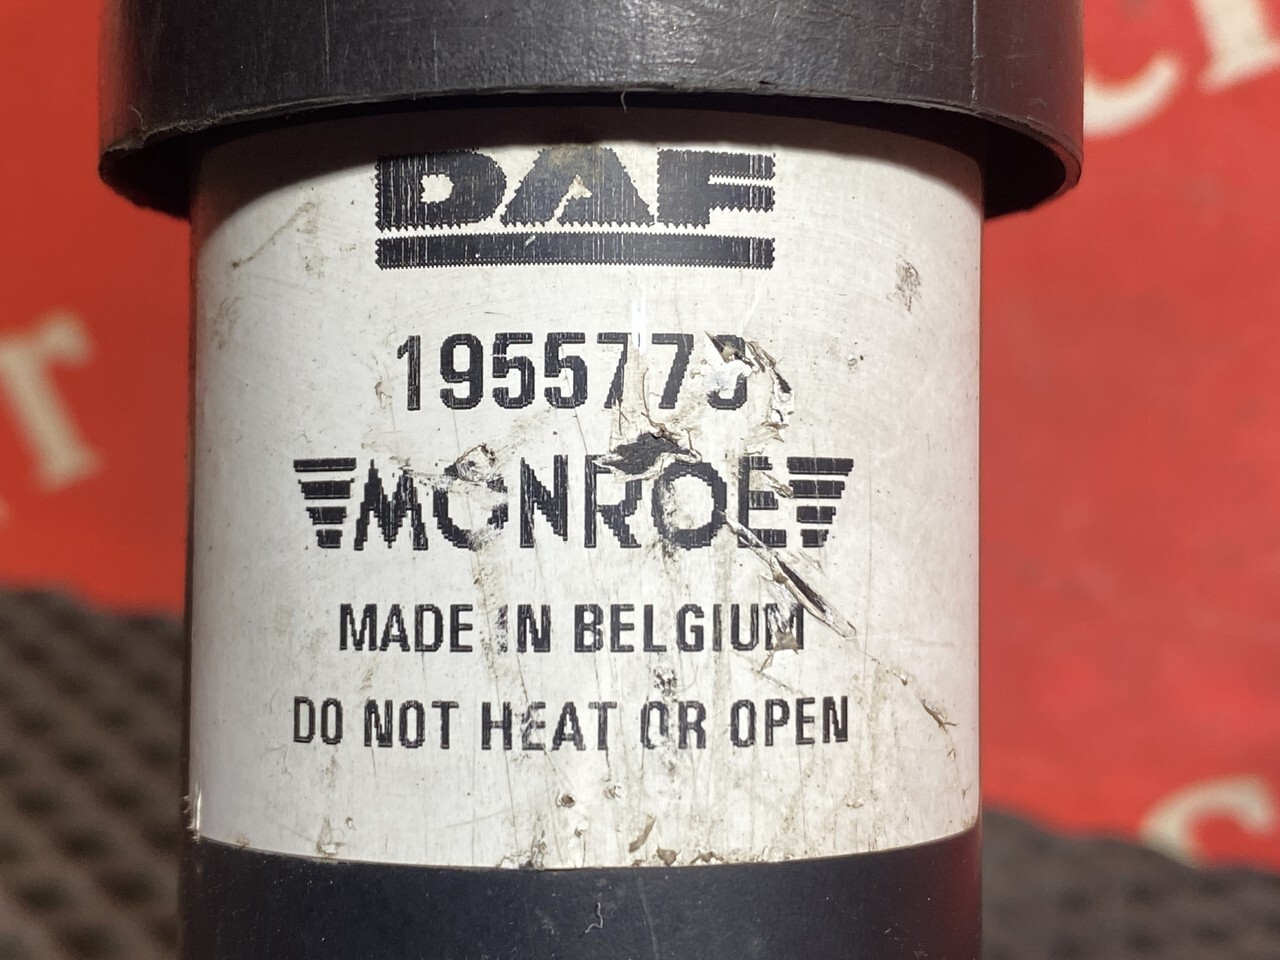 DAF
MONROE
MADE IN BELGIUM
DO NOT HEAT OR OPEN